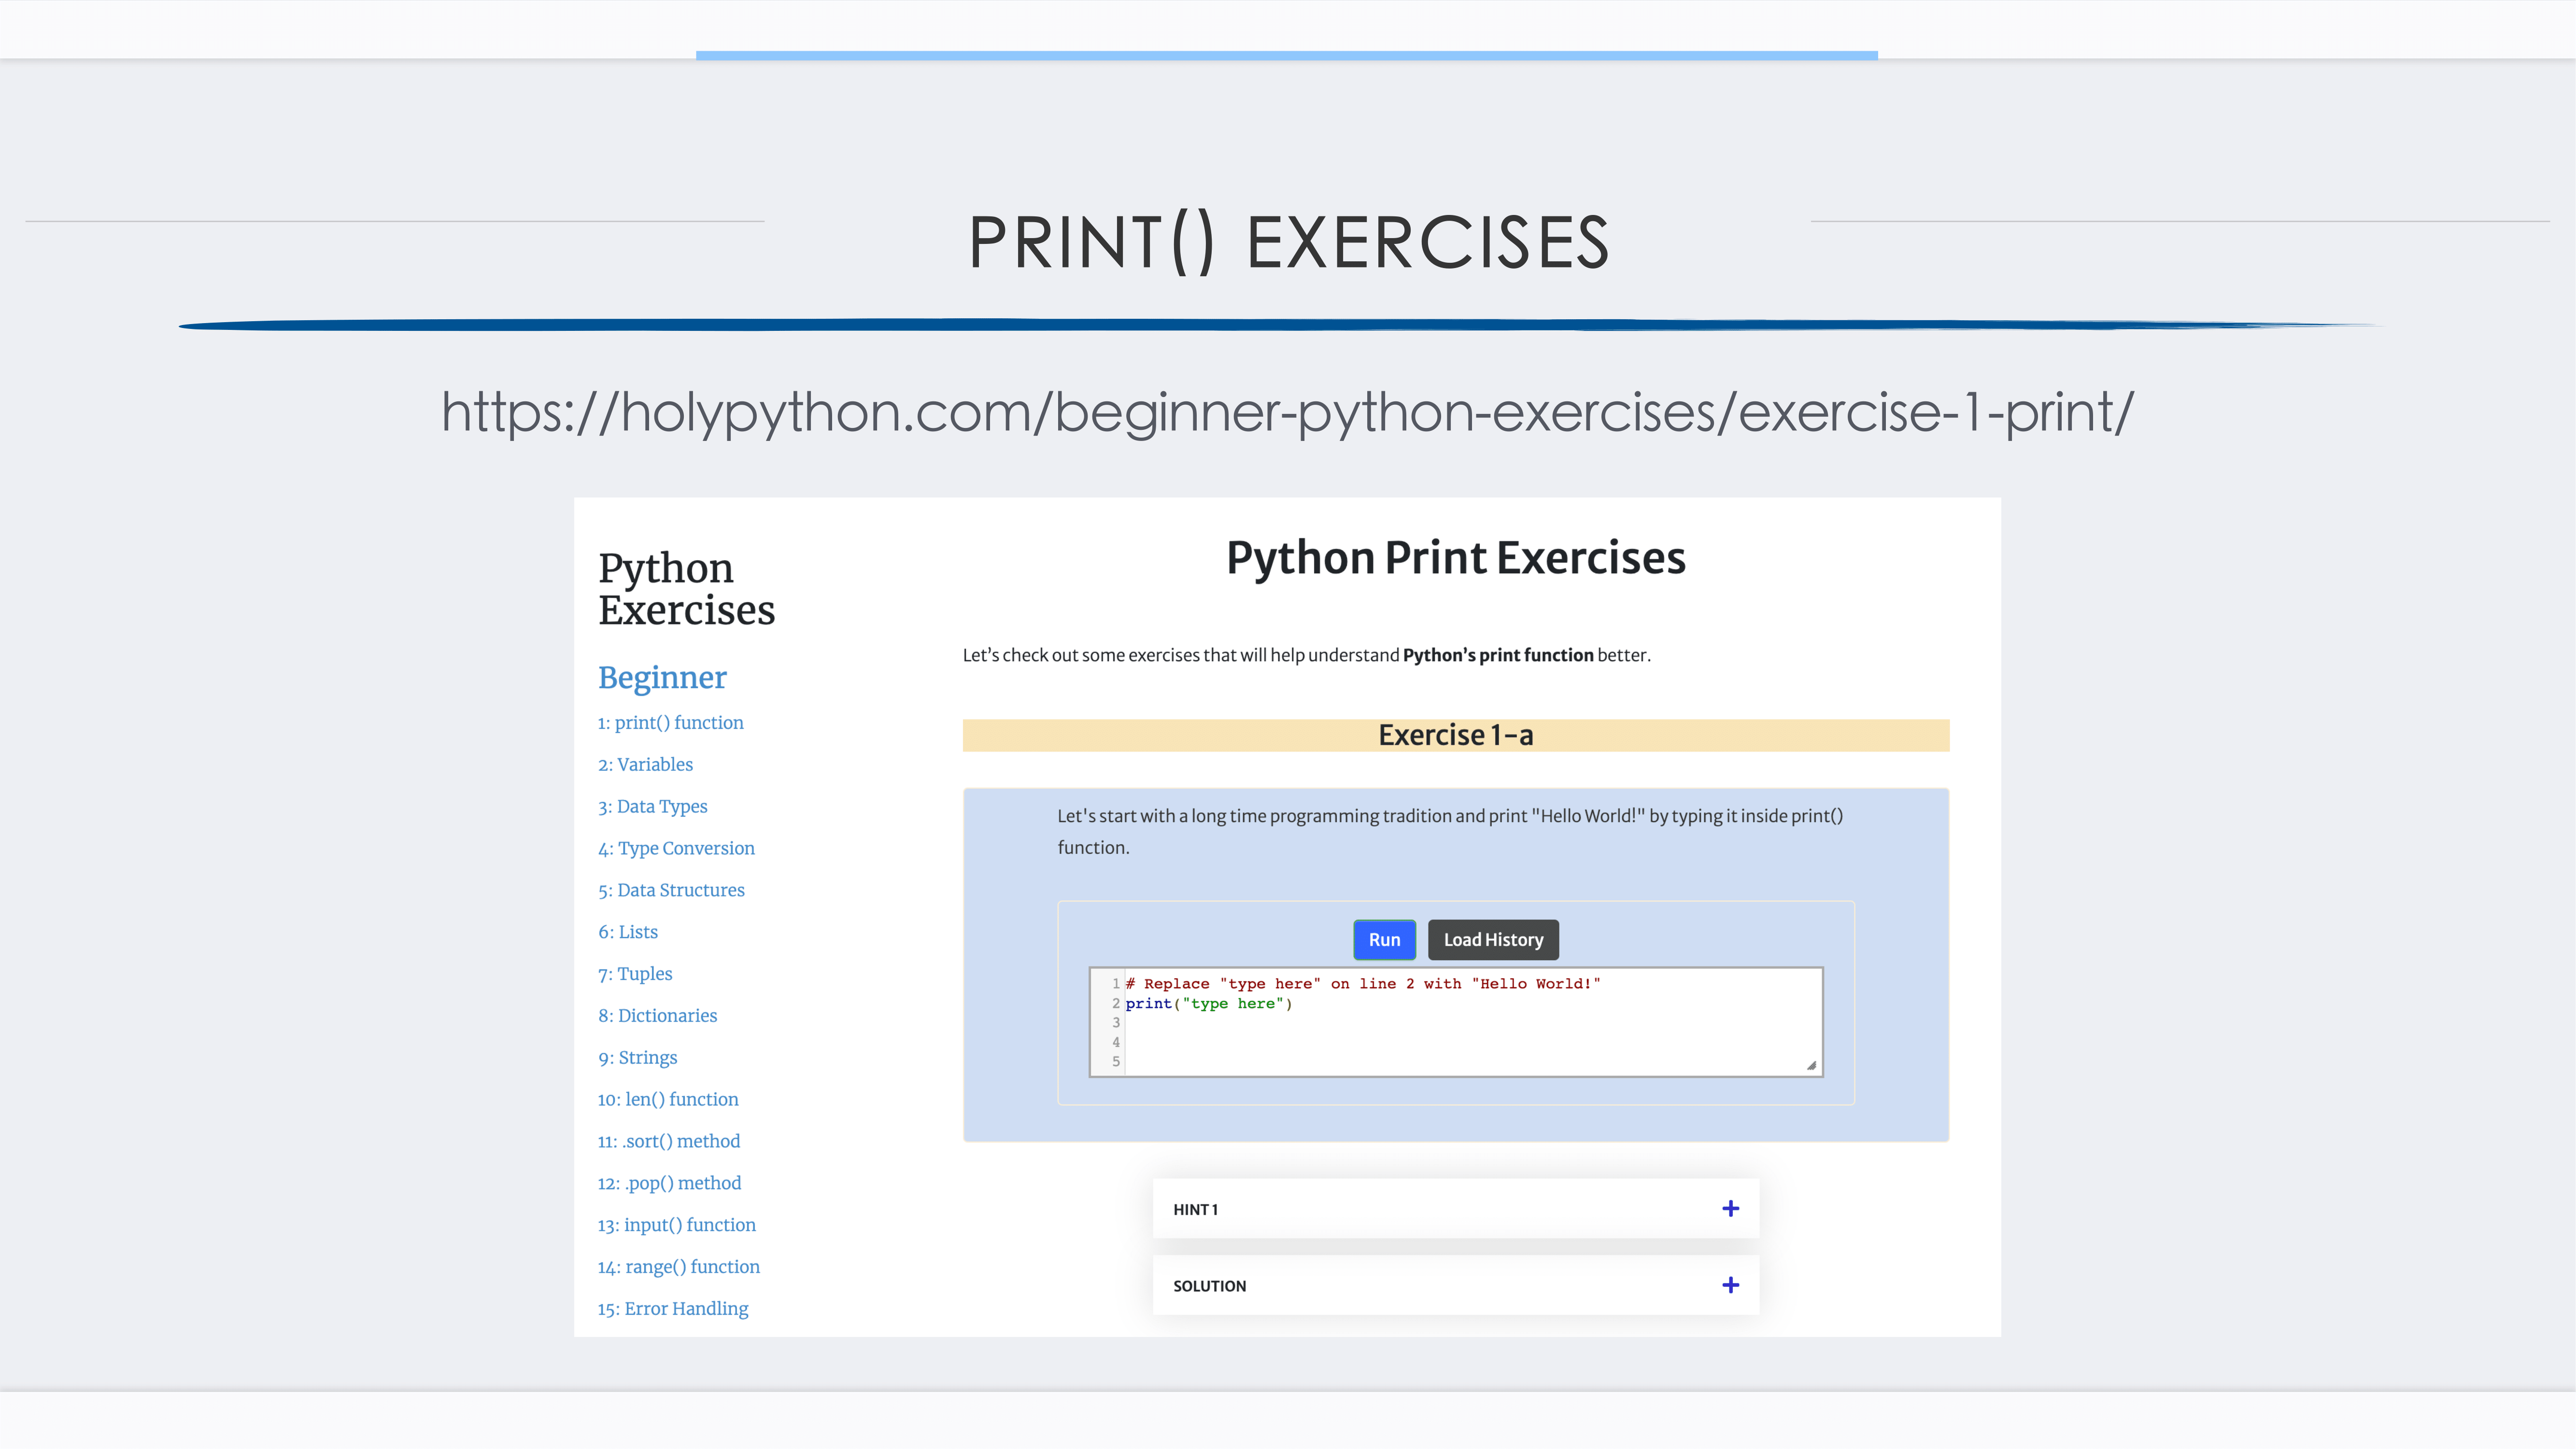 PRINT() EXERCISES
https://holypython.com/beginner-python-exercises/exercise-1-print/
Python
Exercises
Beginner
1: print() function
2: Variables
3: Data Types
4: Type Conversion
5: Data Structures
6: Lists
7: Tuples
8: Dictionaries
9: Strings
10: len() function
11: .sort() method
12: .pop() method
13: input() function
14: range() function
15: Error Handling
Python Print Exercises
Let’s check out some exercises that will help understand Python’s print function better.
Exercise 1-a
Let's start with a long time programming tradition and print "Hello World!" by typing it inside print()
function.
Run Load History
1 # Replace "type here" on line 2 with "Hello World!"
2 print("type here")
3
4
5
HINT 1 +
SOLUTION +